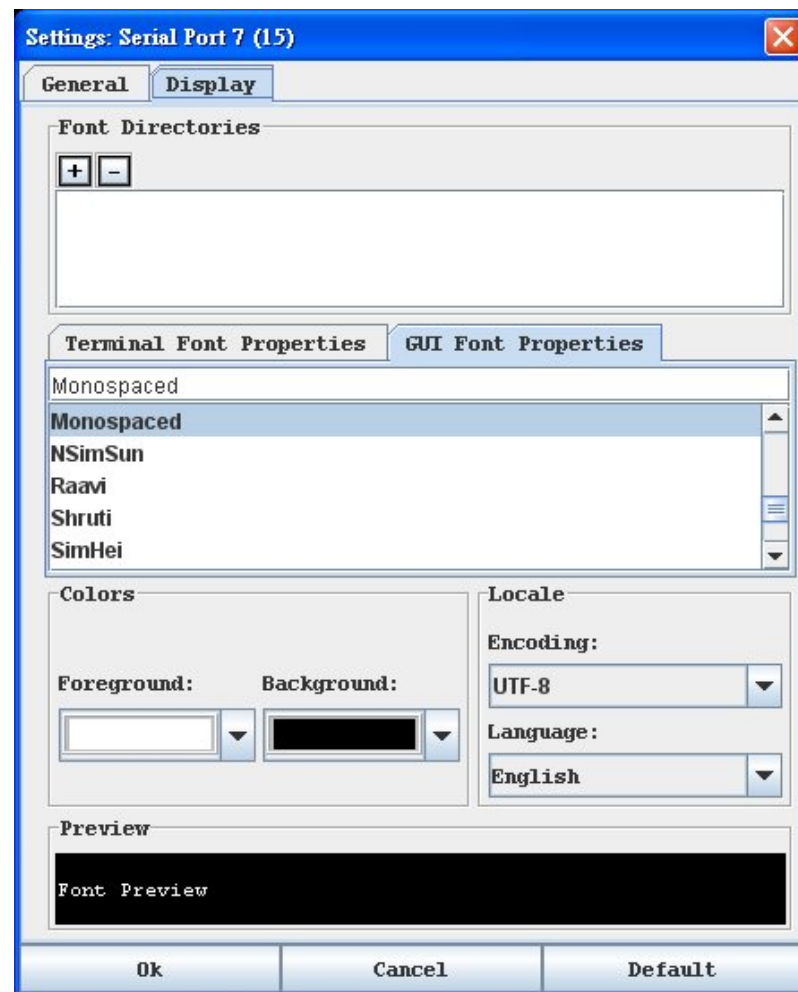 Settings: Serial Port 7 (15)
General Display
Font Directories
+ -
Terminal Font Properties GUI Font Properties
Monospaced
Monospaced
NSimSun
Raavi
Shruti
SimHei
Colors
Foreground: Background:
Locale
Encoding:
UTF-8
Language:
English
Preview
Font Preview
Ok Cancel Default